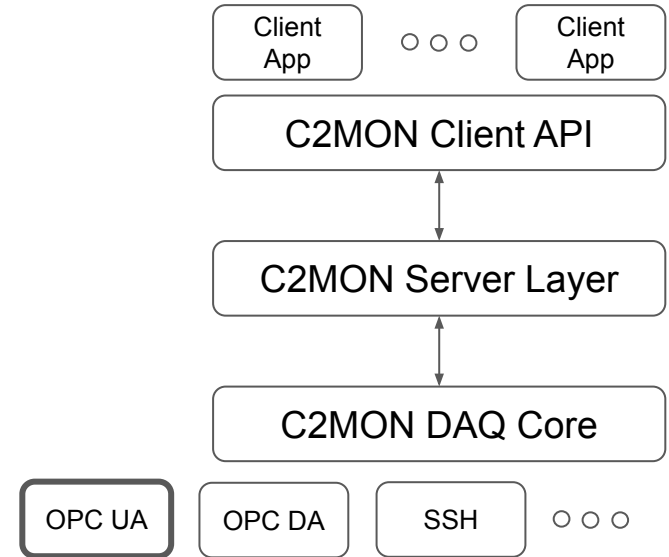 Client
App
Client
App
C2MON Client API
C2MON Server Layer
C2MON DAQ Core
OPC UA
OPC DA
SSH